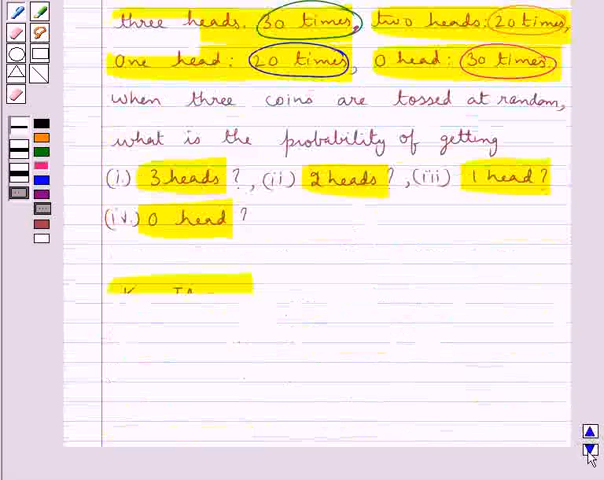 three heads. 30 times, two heads: 20 times,
One head: 20 times, 0 head: 30 times.
when three coins are tossed at random,
what is the probability of getting
(i.) 3 heads ?, (ii) 2 heads ?, (iii) 1 head ?
(iv.) 0 head ?